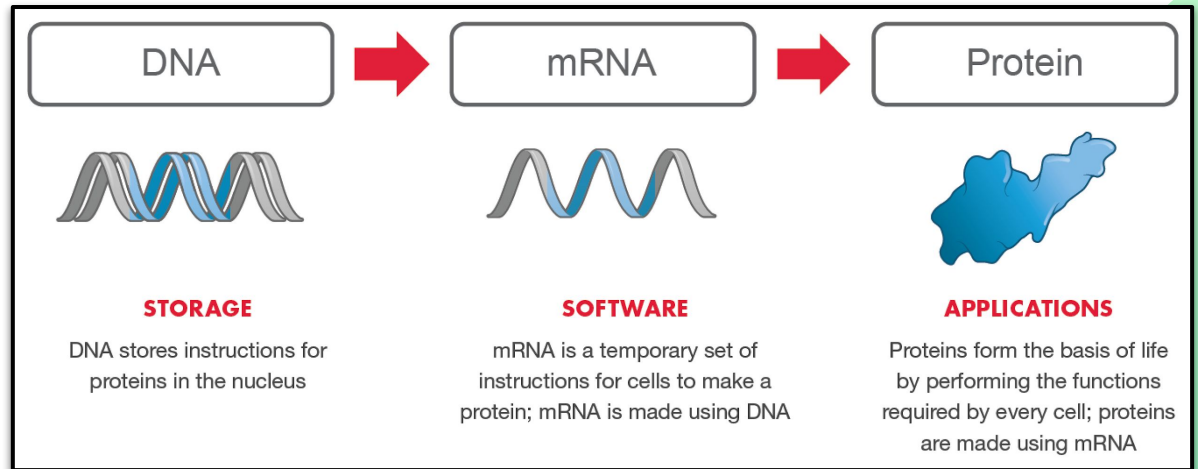 DNA
mRNA
Protein
STORAGE
DNA stores instructions for
proteins in the nucleus
SOFTWARE
mRNA is a temporary set of
instructions for cells to make a
protein; mRNA is made using DNA
APPLICATIONS
Proteins form the basis of life
by performing the functions
required by every cell; proteins
are made using mRNA